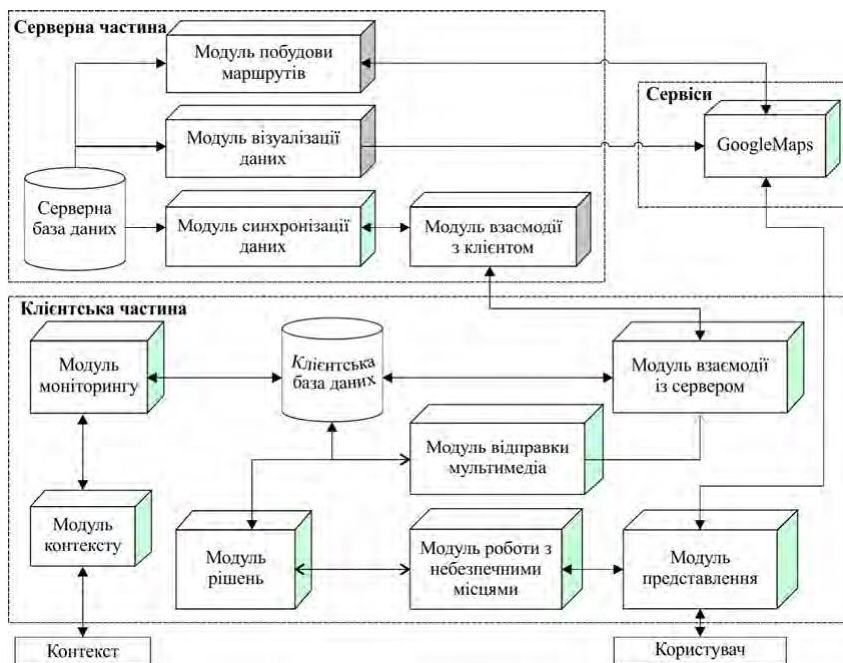 Серверна частина
Модуль побудови
маршрутів
Сервіси
Модуль візуалізації
даних
GoogleMaps
Серверна
база даних
Модуль синхронізації
даних
Модуль взаємодії
з клієнтом
Клієнтська частина
Модуль
моніторингу
Клієнтська
база даних
Модуль взаємодії
із сервером
Модуль відправки
мультимедіа
Модуль
контексту
Модуль
рішень
Модуль роботи з
небезпечними
місцями
Модуль
представлення
Контекст
Користувач